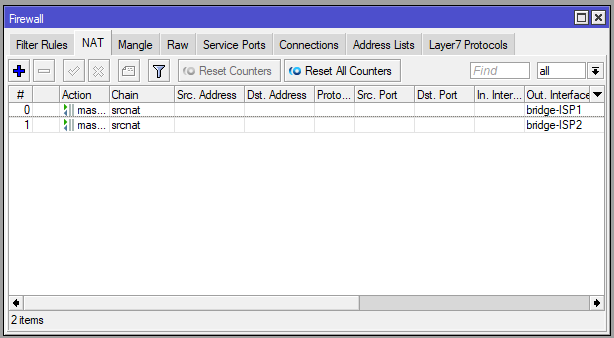 Firewall
Filter Rules NAT Mangle Raw Service Ports Connections Address Lists Layer7 Protocols
Reset Counters Reset All Counters Find all
# Action Chain Src. Address Dst. Address Proto... Src. Port Dst. Port In. Inter... Out. Interface
0 mas... srcnat bridge-ISP1
1 mas... srcnat bridge-ISP2
2 items